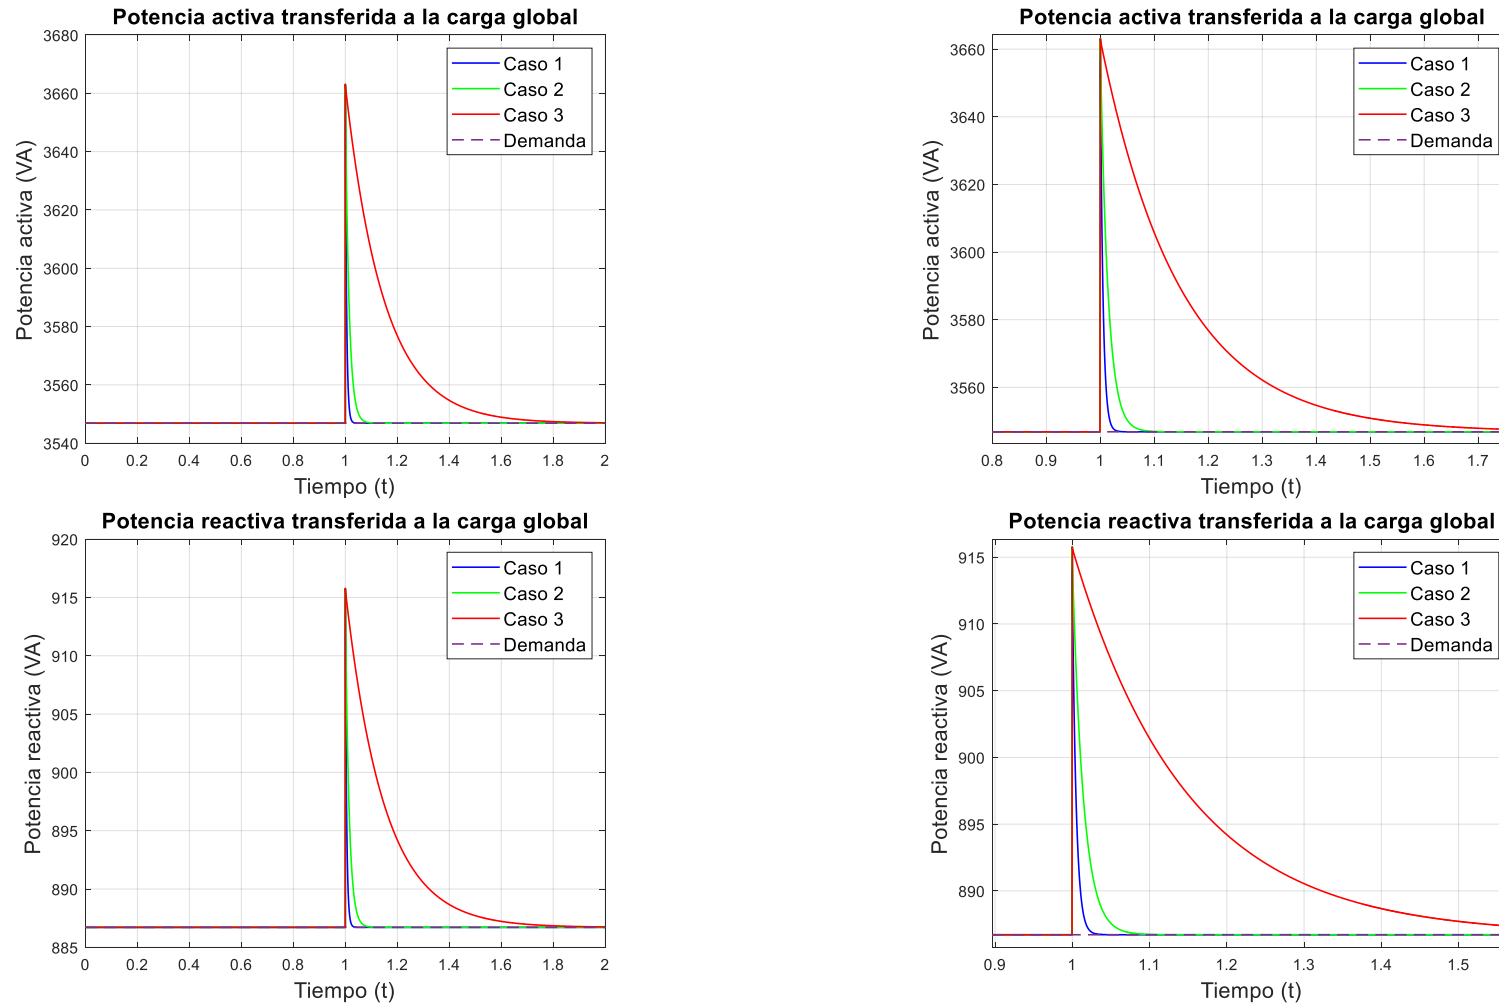 Potencia activa transferida a la carga global
3680
3660
3640
3620
3600
3580
3560
3540
Potencia activa (VA)
0 0.2 0.4 0.6 0.8 1 1.2 1.4 1.6 1.8 2
Tiempo (t)
Caso 1
Caso 2
Caso 3
Demanda
Potencia activa transferida a la carga global
3660
3640
3620
3600
3580
3560
Potencia activa (VA)
0.8 0.9 1 1.1 1.2 1.3 1.4 1.5 1.6 1.7
Tiempo (t)
Caso 1
Caso 2
Caso 3
Demanda
Potencia reactiva transferida a la carga global
920
915
910
905
900
895
890
885
Potencia reactiva (VA)
0 0.2 0.4 0.6 0.8 1 1.2 1.4 1.6 1.8 2
Tiempo (t)
Caso 1
Caso 2
Caso 3
Demanda
Potencia reactiva transferida a la carga global
915
910
905
900
895
890
Potencia reactiva (VA)
0.9 1 1.1 1.2 1.3 1.4 1.5
Tiempo (t)
Caso 1
Caso 2
Caso 3
Demanda